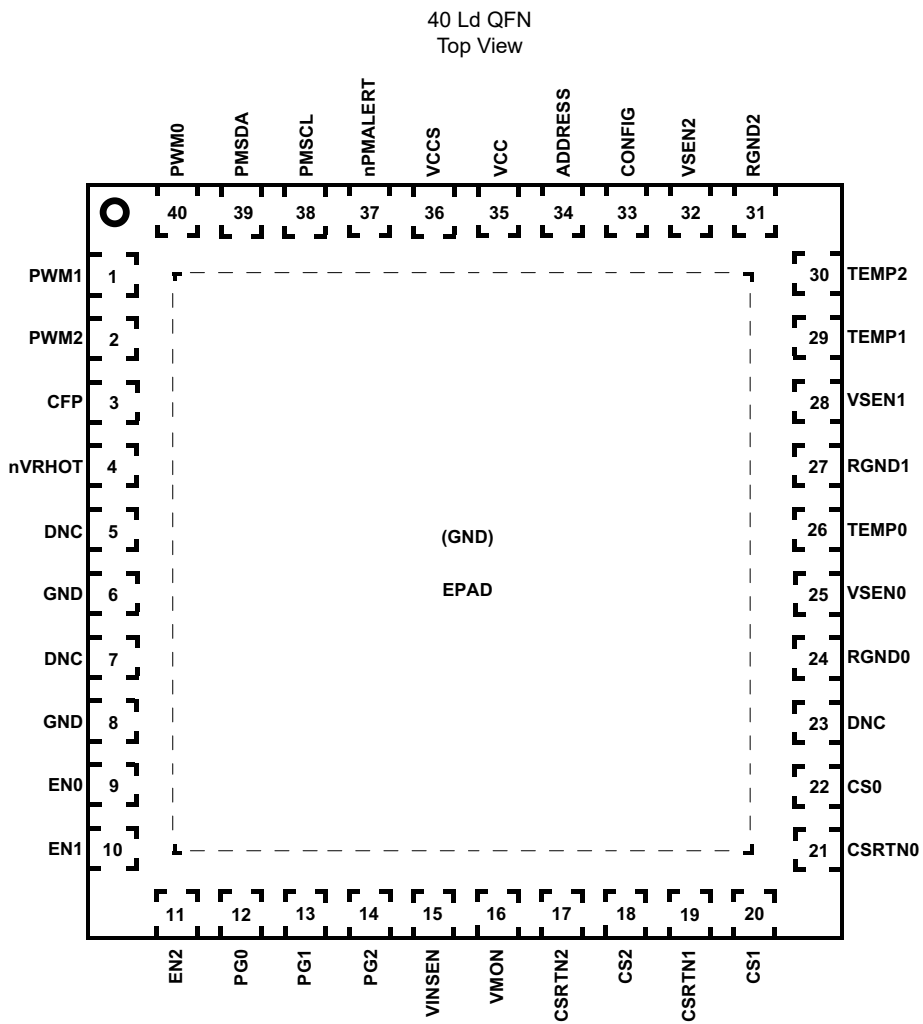 40 Ld QFN
Top View
PWM0
PMSDA
PMSCL
nPMALERT
VCCS
VCC
ADDRESS
CONFIG
VSEN2
RGND2
40
39
38
37
36
35
34
33
32
31
PWM1 1
PWM2 2
CFP 3
nVRHOT 4
DNC 5
GND 6
DNC 7
GND 8
EN0 9
EN1 10
(GND)
EPAD
30 TEMP2
29 TEMP1
28 VSEN1
27 RGND1
26 TEMP0
25 VSEN0
24 RGND0
23 DNC
22 CS0
21 CSRTN0
11
12
13
14
15
16
17
18
19
20
EN2
PG0
PG1
PG2
VINSEN
VMON
CSRTN2
CS2
CSRTN1
CS1